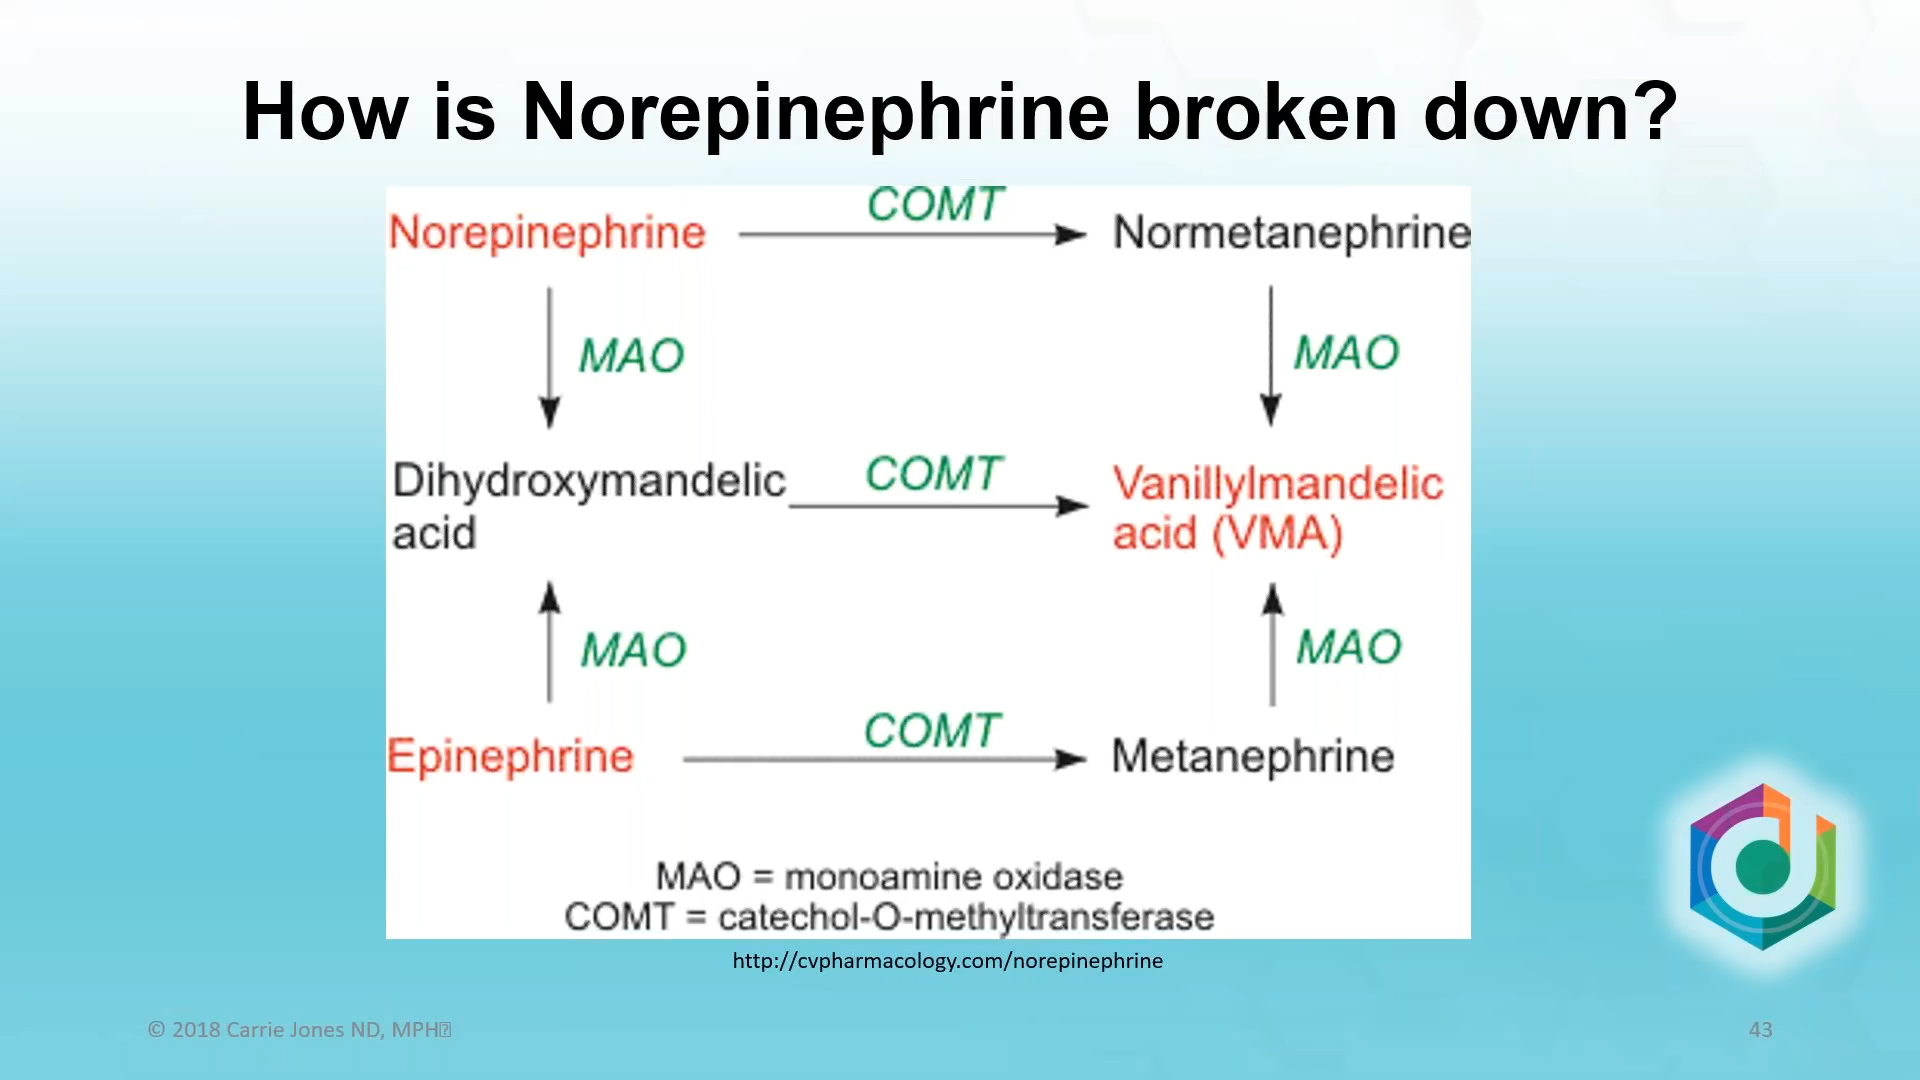 How is Norepinephrine broken down?
COMT
Norepinephrine
Normetanephrine
MAO
MAO
Dihydroxymandelic
acid
COMT
Vanillylmandelic
acid (VMA)
MAO
MAO
COMT
Epinephrine
Metanephrine
MAO = monoamine oxidase
COMT = catechol-O-methyltransferase
http://cvpharmacology.com/norepinephrine
© 2018 Carrie Jones ND, MPH
43